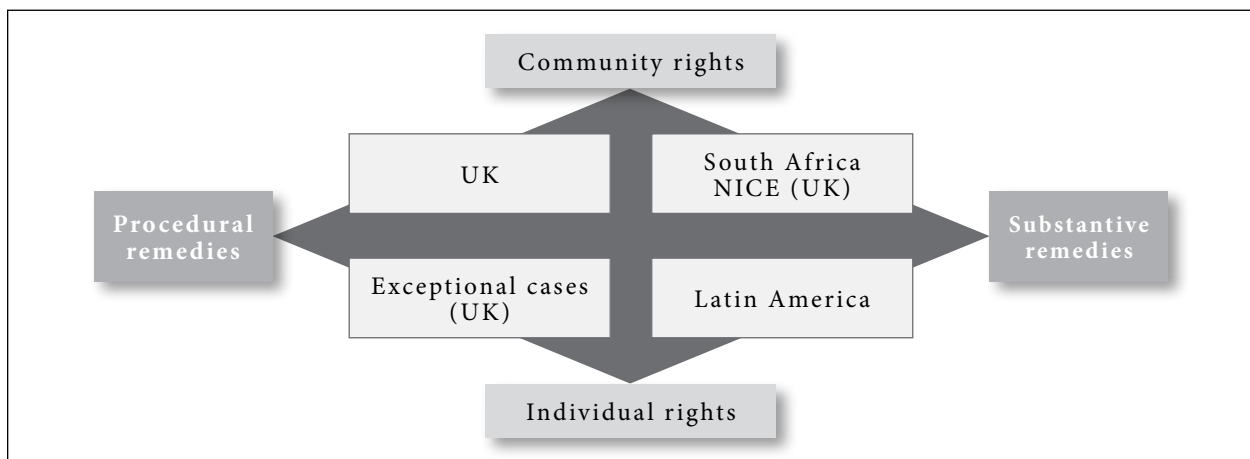 Community rights
UK
South Africa
NICE (UK)
Procedural
remedies
Substantive
remedies
Exceptional cases
(UK)
Latin America
Individual rights